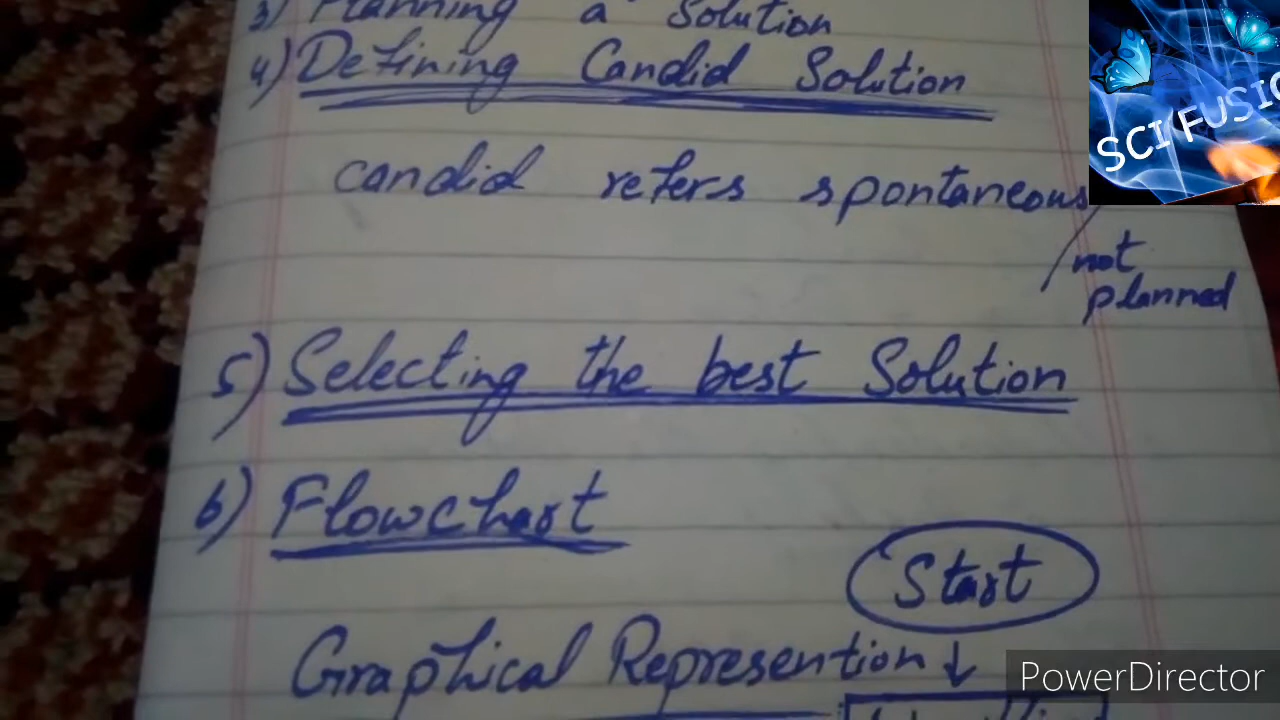 3) Planning a Solution
4) Defining Candid Solution
SCI FUSIO
candid refers spontaneous/
not
planned
5) Selecting the best Solution
6) Flowchart
Start
Graphical Represention ↓
PowerDirector